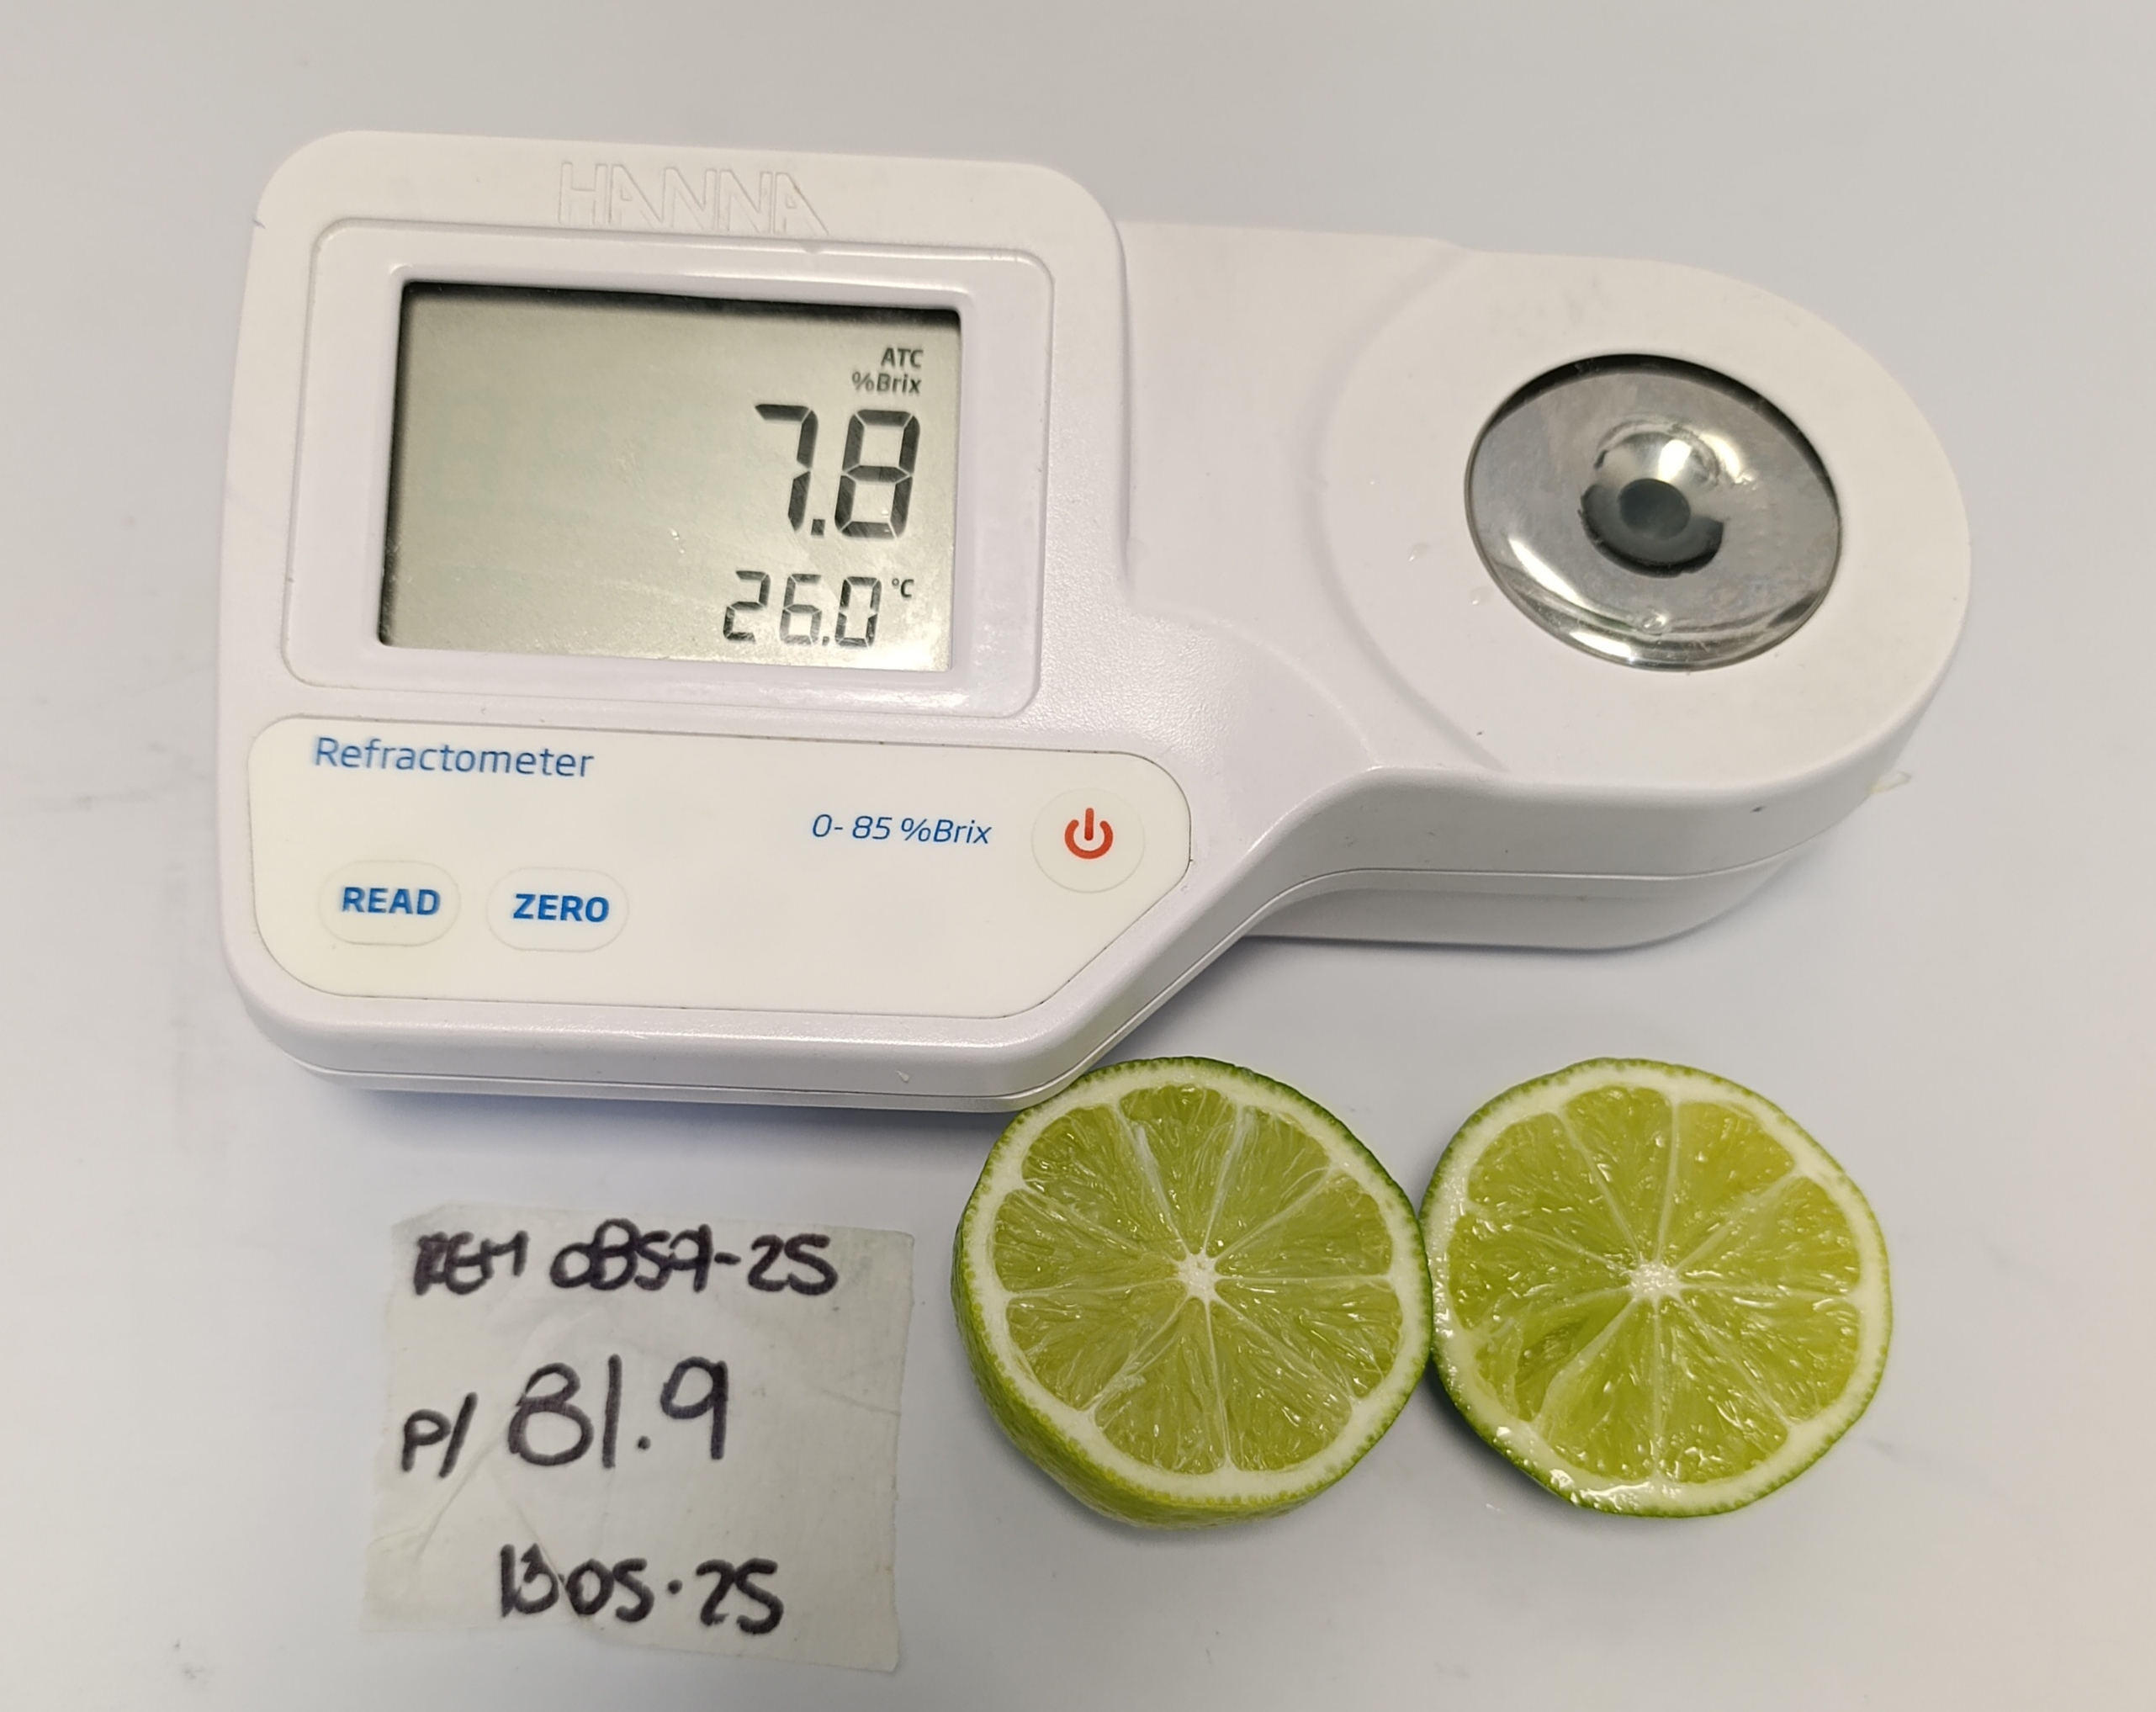 HANNA
ATC
%Brix
7.8
26.0 °C
Refractometer
0- 85 %Brix
READ ZERO
REM 0859-25
P/ 81.9
13.05.25